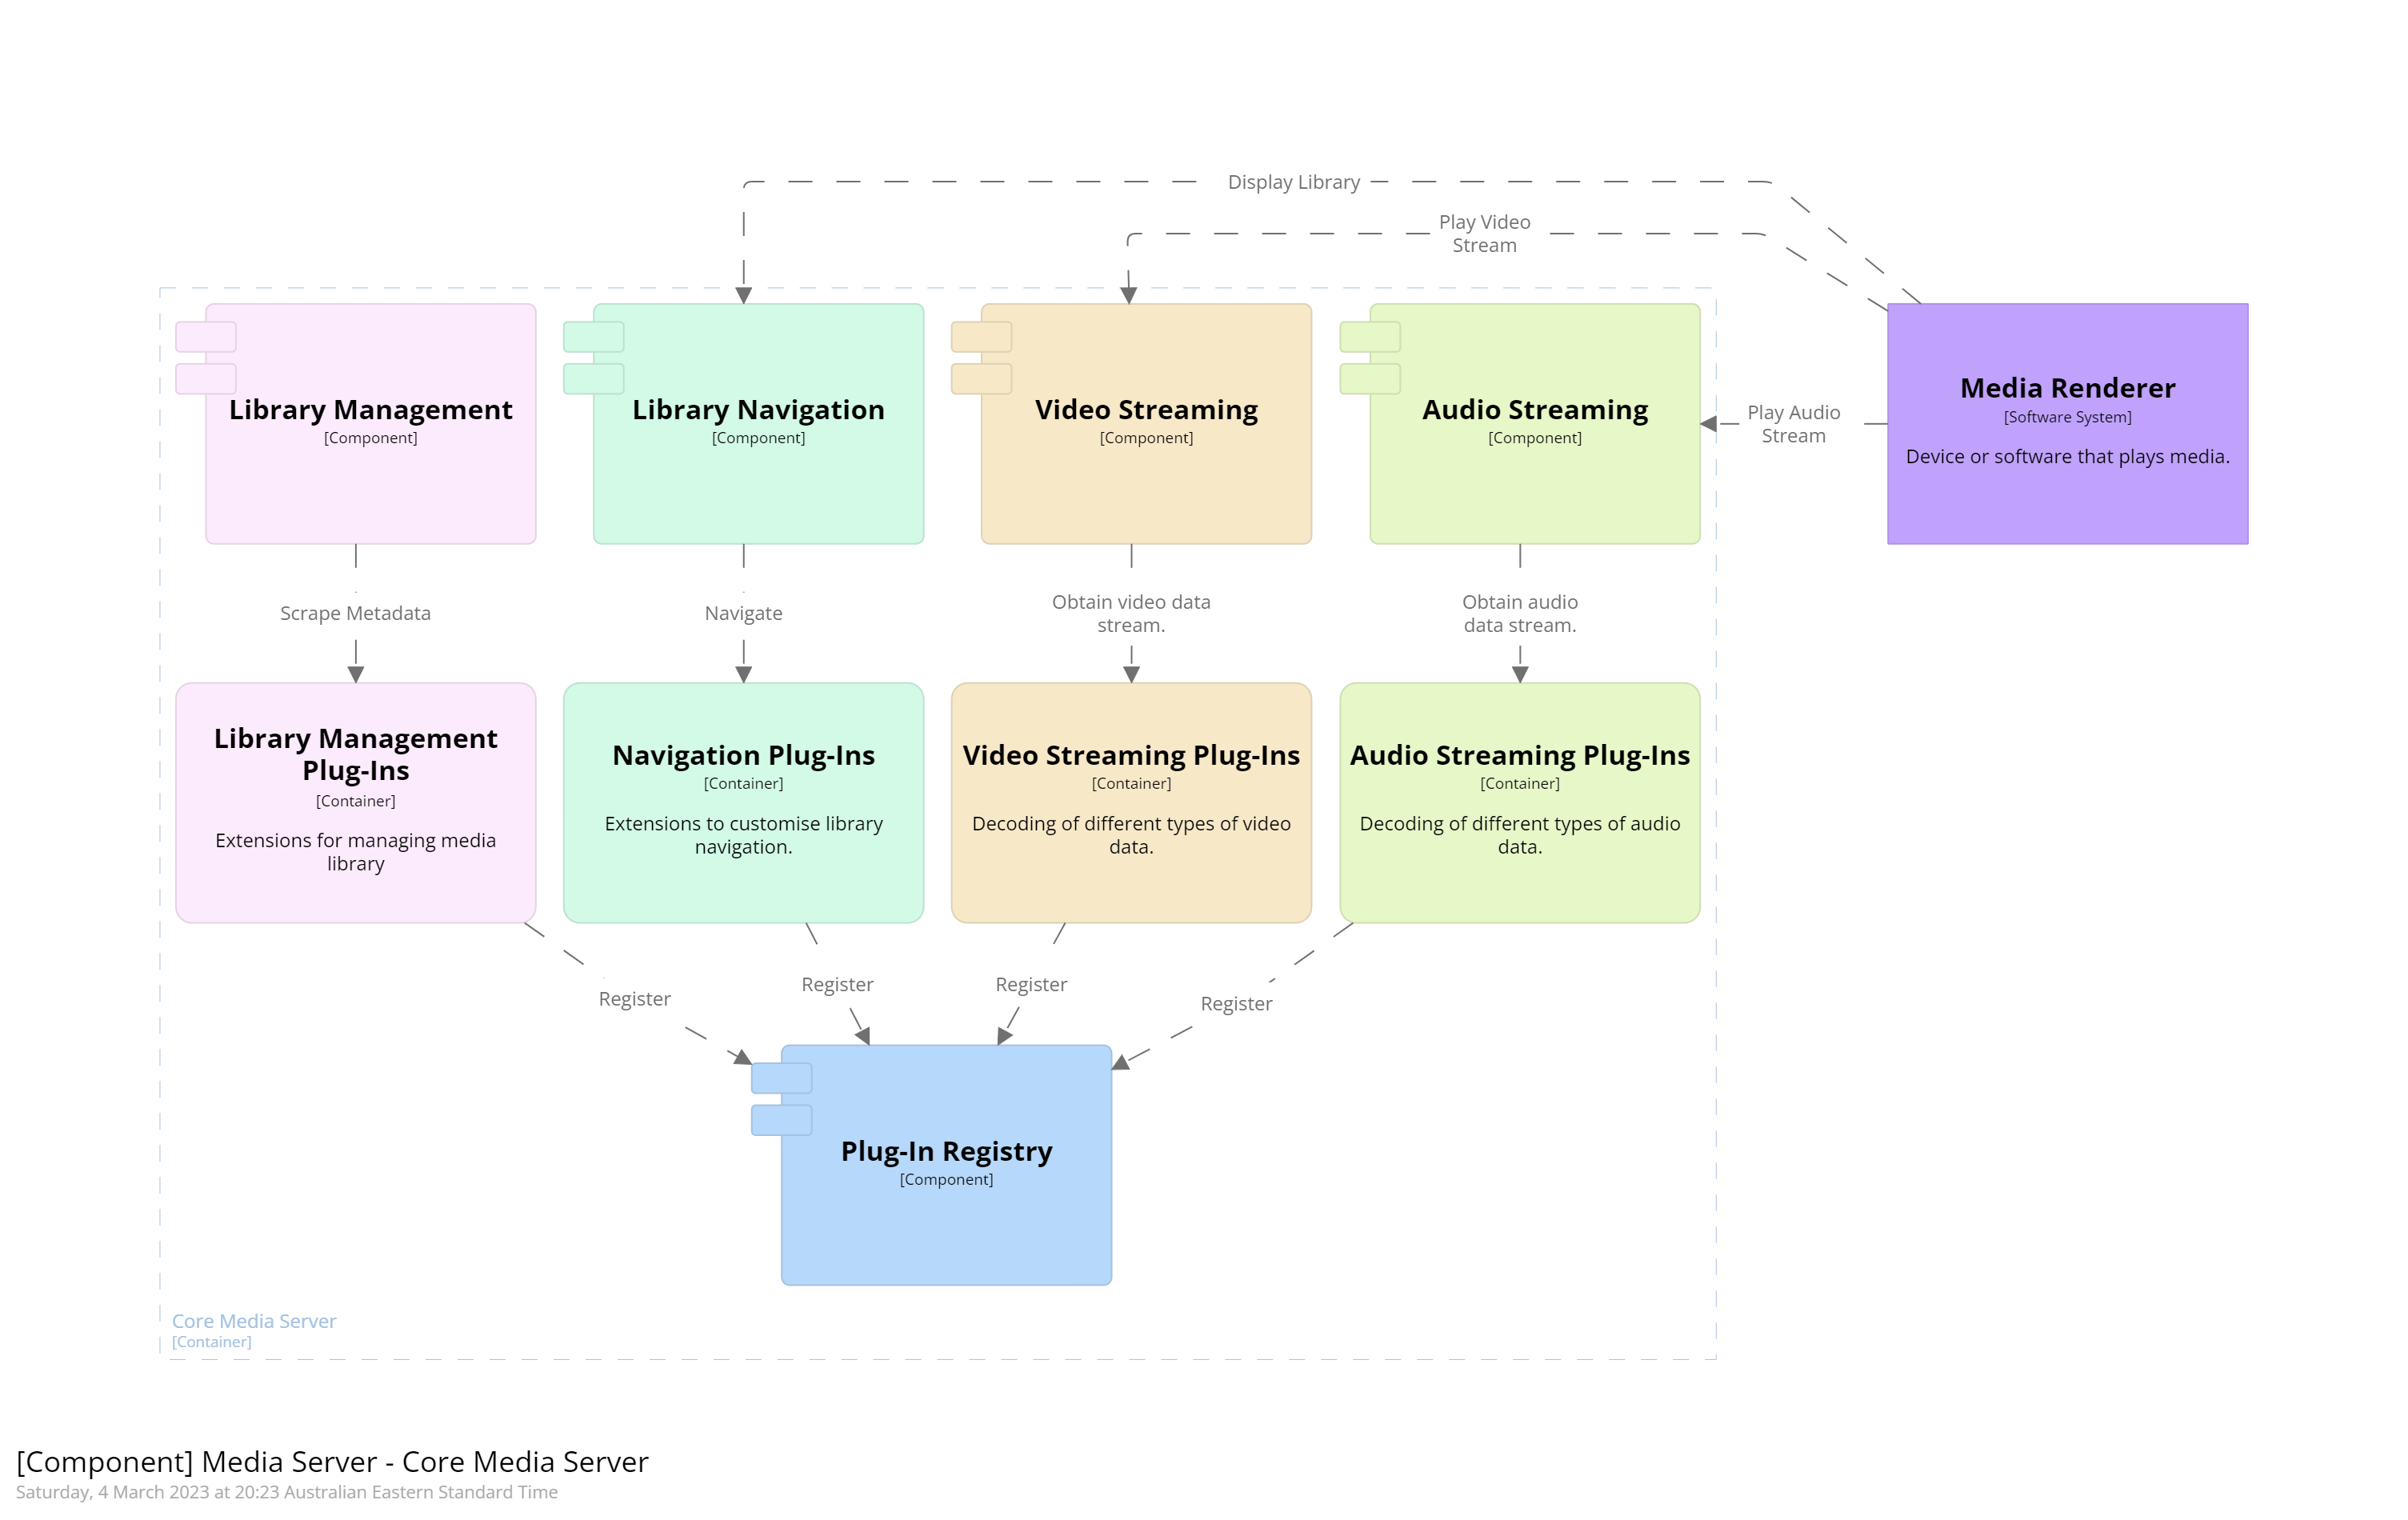 Display Library
Play Video
Stream
Library Management
[Component]
Library Navigation
[Component]
Video Streaming
[Component]
Audio Streaming
[Component]
Play Audio
Stream
Media Renderer
[Software System]
Device or software that plays media.
Scrape Metadata
Navigate
Obtain video data
stream.
Obtain audio
data stream.
Library Management
Plug-Ins
[Container]
Extensions for managing media
library
Navigation Plug-Ins
[Container]
Extensions to customise library
navigation.
Video Streaming Plug-Ins
[Container]
Decoding of different types of video
data.
Audio Streaming Plug-Ins
[Container]
Decoding of different types of audio
data.
Register
Register
Register
Register
Plug-In Registry
[Component]
Core Media Server
[Container]
[Component] Media Server - Core Media Server
Saturday, 4 March 2023 at 20:23 Australian Eastern Standard Time